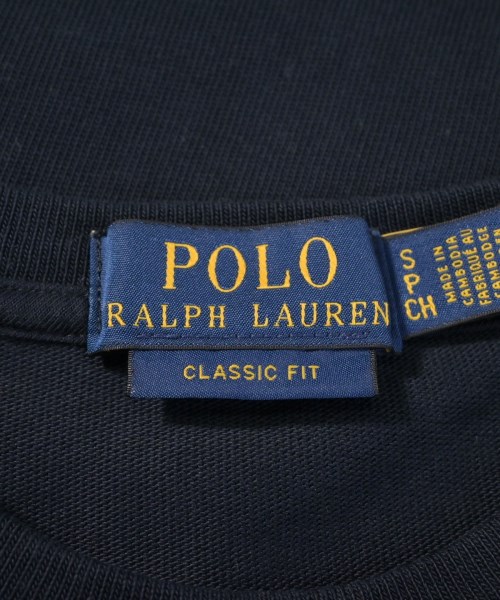 POLO
RALPH LAUREN
CLASSIC FIT
S
P
CH
MADE IN
CAMBODIA
FABRIQUÉ AU
CAMBODGE